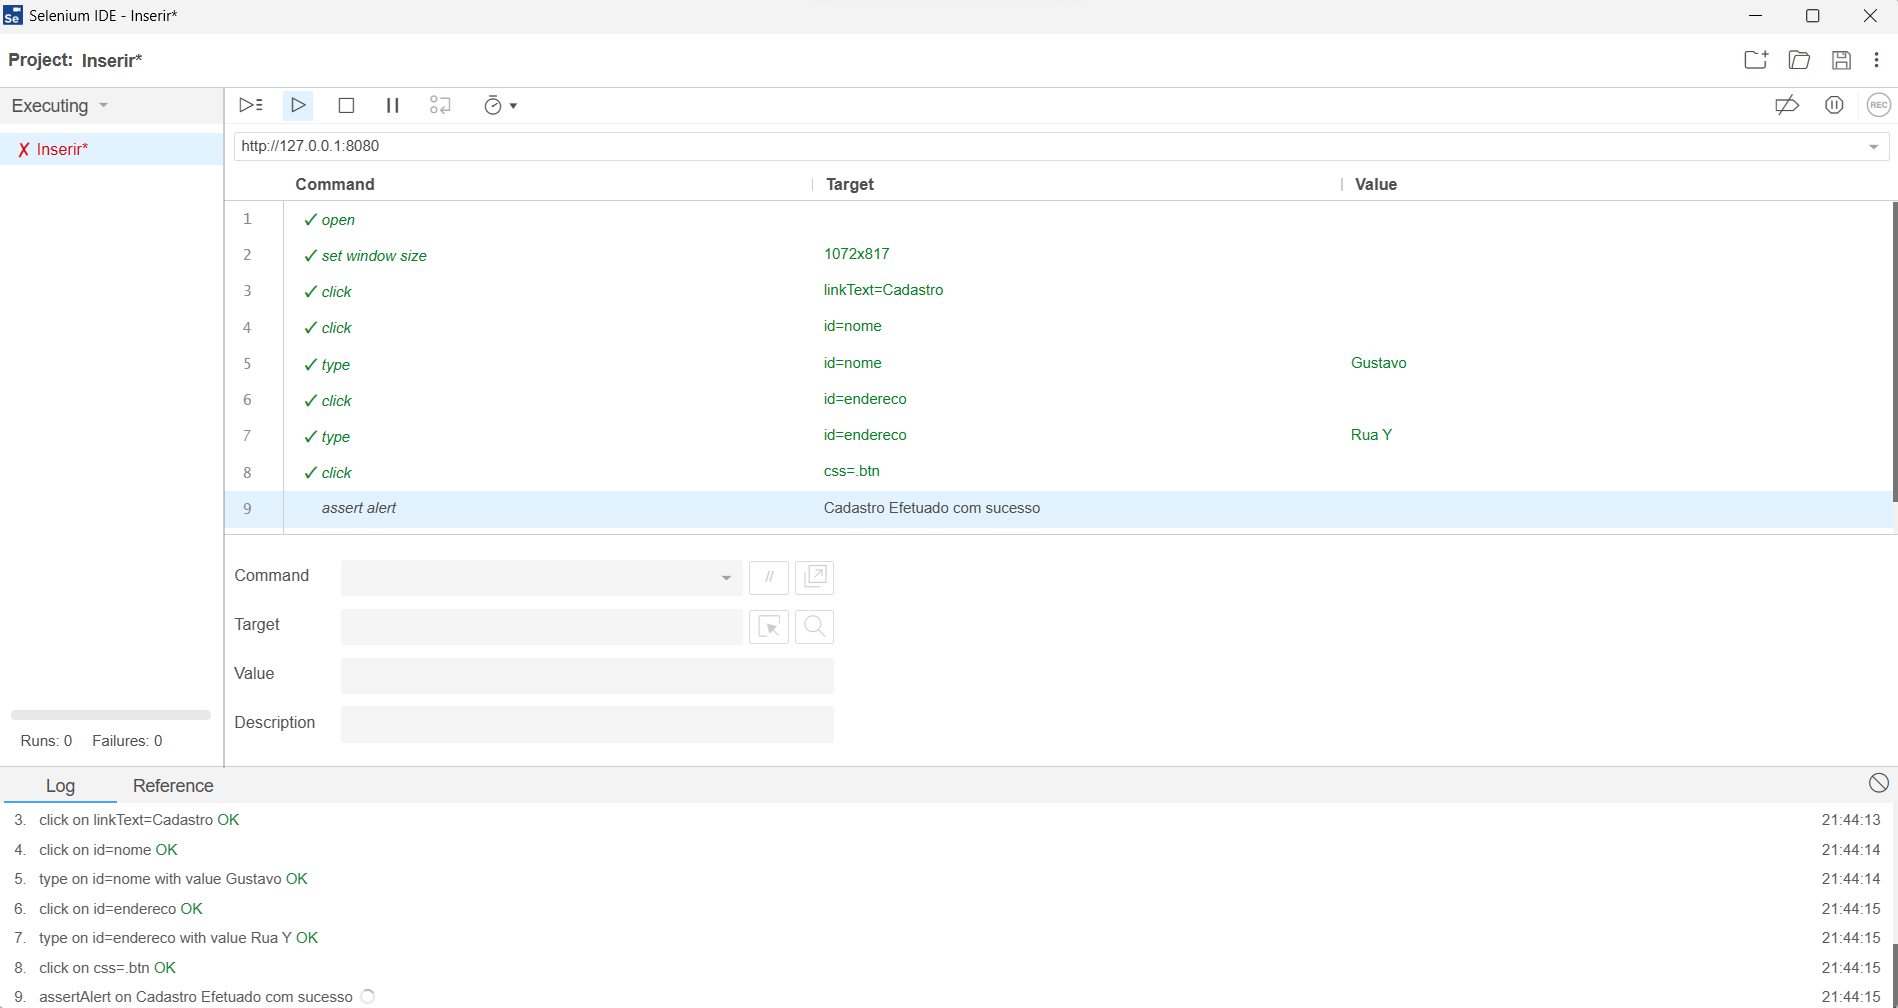 Se Selenium IDE - Inserir*
Project: Inserir*
Executing
REC
✗ Inserir*
http://127.0.0.1:8080
Command Target Value
1 ✓ open
2 ✓ set window size 1072x817
3 ✓ click linkText=Cadastro
4 ✓ click id=nome
5 ✓ type id=nome Gustavo
6 ✓ click id=endereco
7 ✓ type id=endereco Rua Y
8 ✓ click css=.btn
9 assert alert Cadastro Efetuado com sucesso
Command //
Target
Value
Description
Runs: 0 Failures: 0
Log Reference
3. click on linkText=Cadastro OK 21:44:13
4. click on id=nome OK 21:44:14
5. type on id=nome with value Gustavo OK 21:44:14
6. click on id=endereco OK 21:44:15
7. type on id=endereco with value Rua Y OK 21:44:15
8. click on css=.btn OK 21:44:15
9. assertAlert on Cadastro Efetuado com sucesso 21:44:15